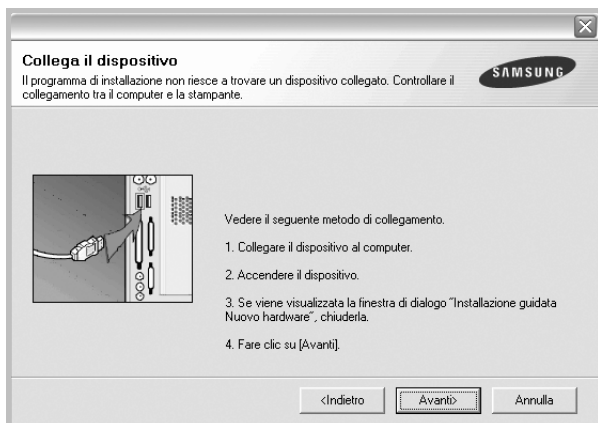 Collega il dispositivo
Il programma di installazione non riesce a trovare un dispositivo collegato. Controllare il
collegamento tra il computer e la stampante.
SAMSUNG
Vedere il seguente metodo di collegamento.
1. Collegare il dispositivo al computer.
2. Accendere il dispositivo.
3. Se viene visualizzata la finestra di dialogo "Installazione guidata
Nuovo hardware", chiuderla.
4. Fare clic su [Avanti].
<Indietro
Avanti>
Annulla